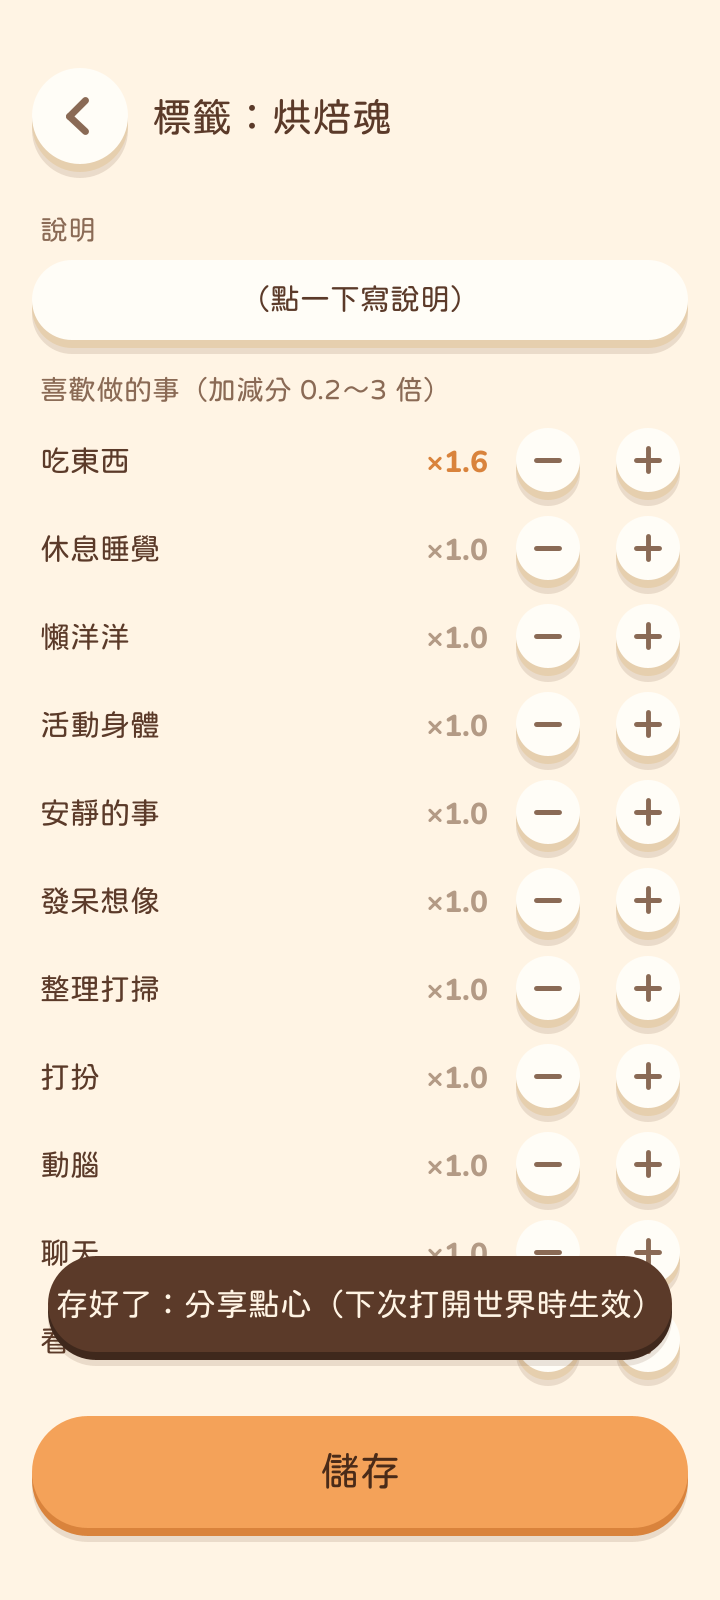 標籤：烘焙魂
說明
（點一下寫說明）
喜歡做的事（加減分 0.2～3 倍）
吃東西 ×1.6
休息睡覺 ×1.0
懶洋洋 ×1.0
活動身體 ×1.0
安靜的事 ×1.0
發呆想像 ×1.0
整理打掃 ×1.0
打扮 ×1.0
動腦 ×1.0
聊天 ×1.0
存好了：分享點心（下次打開世界時生效）
儲存